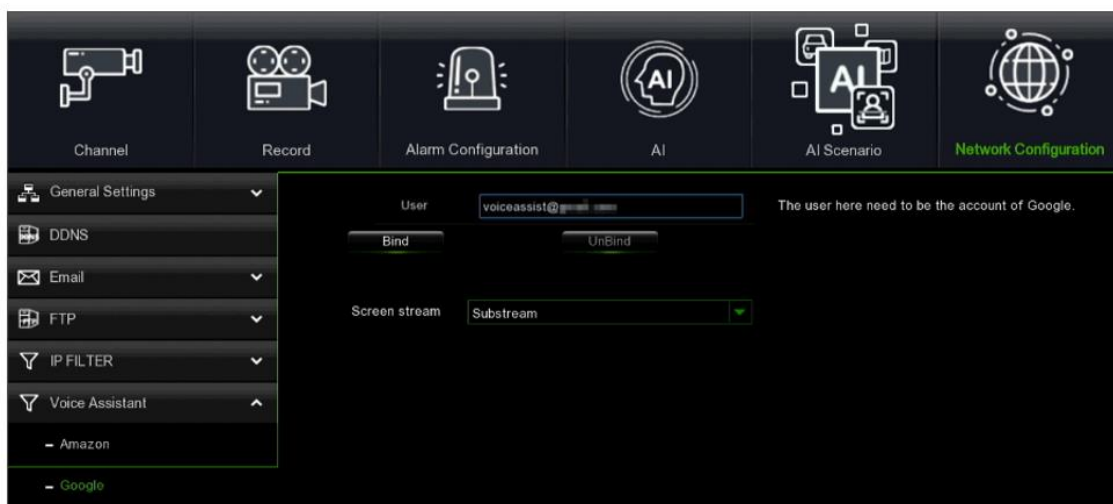 AI
AI
Channel
Record
Alarm Configuration
AI
AI Scenario
Network Configuration
General Settings
User
voiceassist@
The user here need to be the account of Google.
DDNS
Bind
UnBind
Email
FTP
Screen stream
Substream
IP FILTER
Voice Assistant
– Amazon
– Google